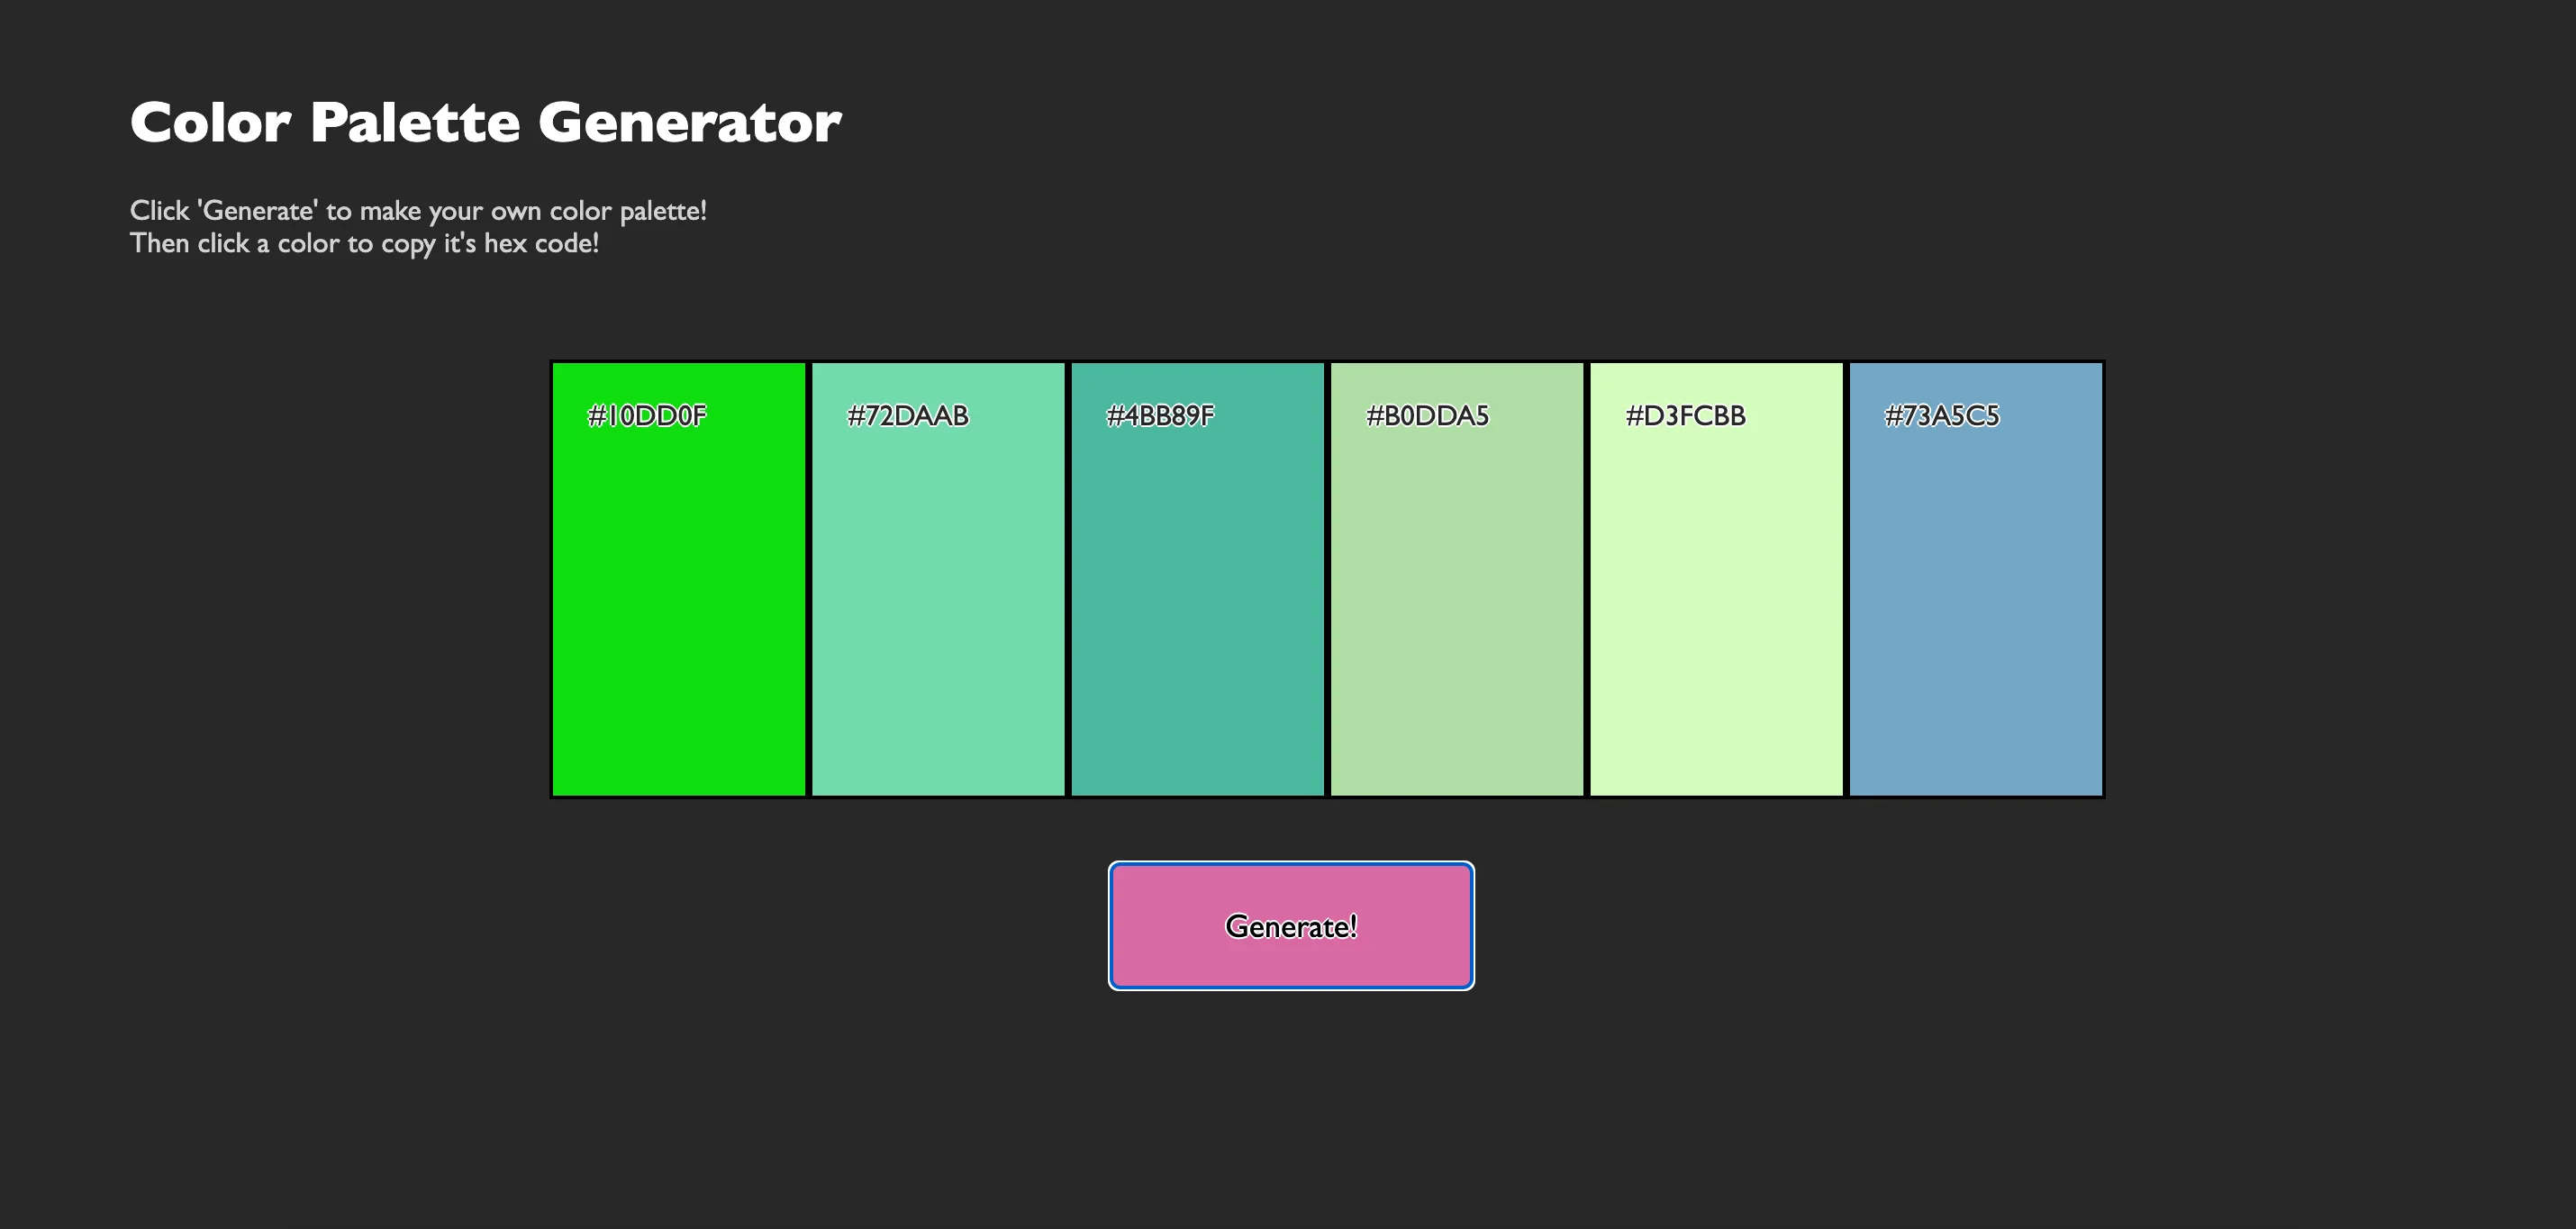 Color Palette Generator
Click 'Generate' to make your own color palette!
Then click a color to copy it's hex code!
#10DD0F
#72DAAB
#4BB89F
#B0DDA5
#D3FCBB
#73A5C5
Generate!